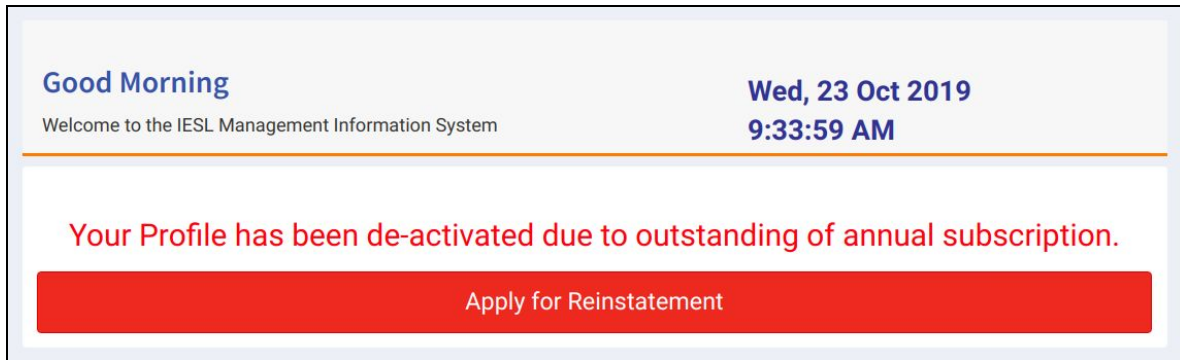 Good Morning
Welcome to the IESL Management Information System
Wed, 23 Oct 2019
9:33:59 AM
Your Profile has been de-activated due to outstanding of annual subscription.
Apply for Reinstatement